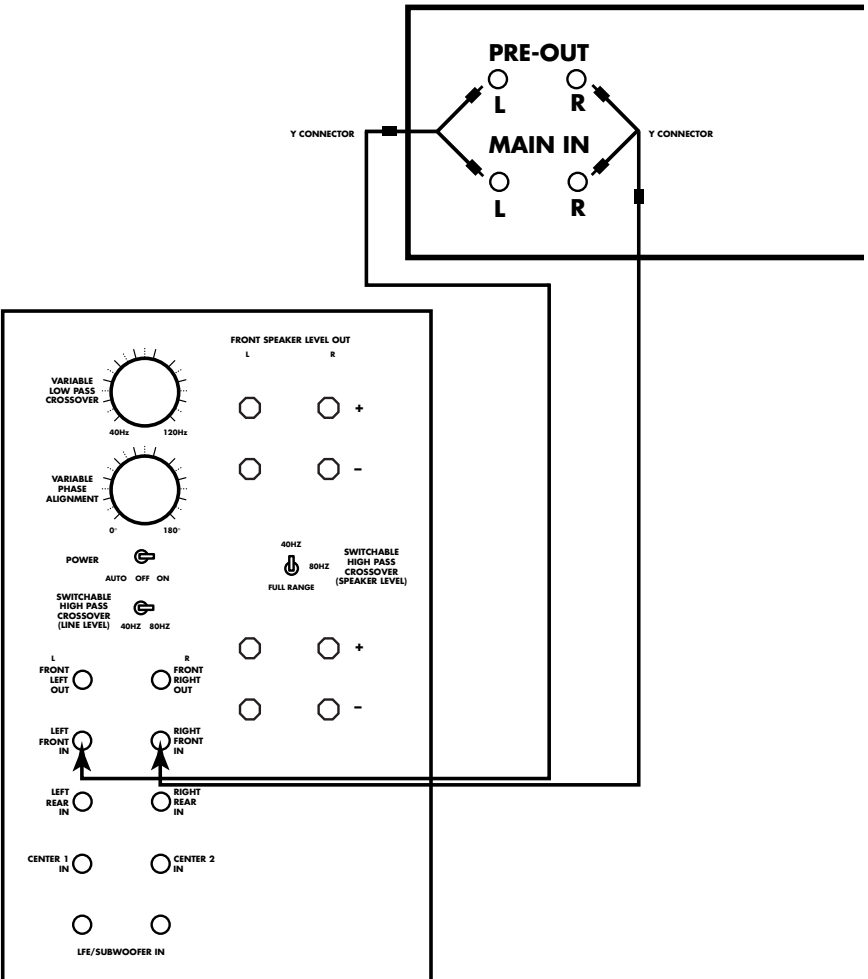 PRE-OUT
L R
Y CONNECTOR
Y CONNECTOR
MAIN IN
L R
FRONT SPEAKER LEVEL OUT
L R
VARIABLE
LOW PASS
CROSSOVER
40Hz 120Hz
+
–
VARIABLE
PHASE
ALIGNMENT
0° 180°
POWER
AUTO OFF ON
40HZ
80HZ
FULL RANGE
SWITCHABLE
HIGH PASS
CROSSOVER
(SPEAKER LEVEL)
SWITCHABLE
HIGH PASS
CROSSOVER
(LINE LEVEL)
40HZ 80HZ
+
–
L R
FRONT
LEFT
OUT
FRONT
RIGHT
OUT
LEFT
FRONT
IN
RIGHT
FRONT
IN
LEFT
REAR
IN
RIGHT
REAR
IN
CENTER 1
IN
CENTER 2
IN
LFE/SUBWOOFER IN